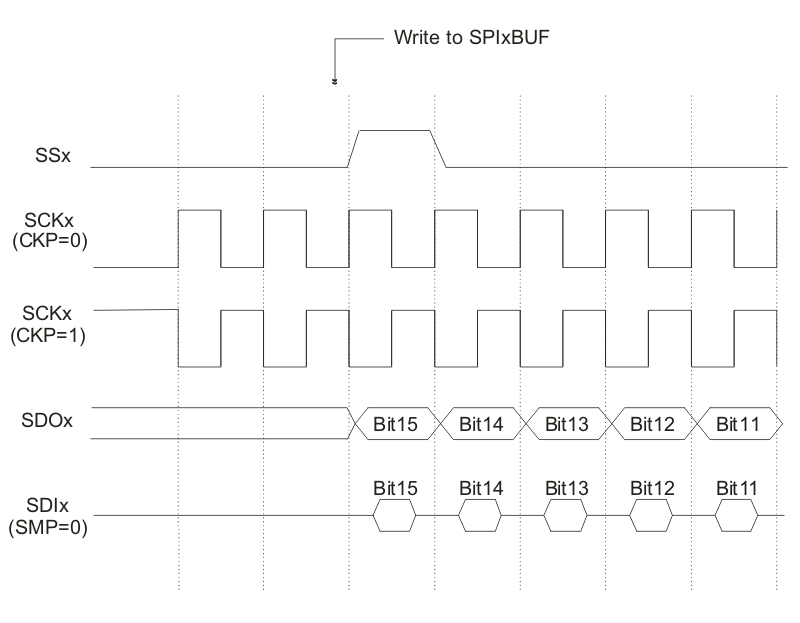 Write to SPIxBUF
SSx
SCKx
(CKP=0)
SCKx
(CKP=1)
SDOx
Bit15 Bit14 Bit13 Bit12 Bit11
Bit15 Bit14 Bit13 Bit12 Bit11
SDIx
(SMP=0)